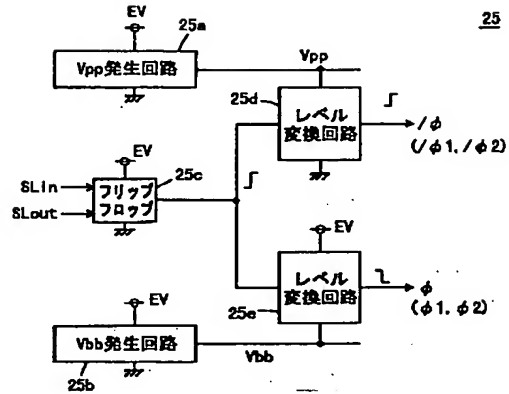 25
25a
EV
Vpp発生回路
Vpp
25d
レベル
変換回路
/φ
(/φ1, /φ2)
EV
25c
SLin
SLout
フリップ
フロップ
EV
レベル
変換回路
25e
φ
(φ1, φ2)
EV
Vbb発生回路
Vbb
25b